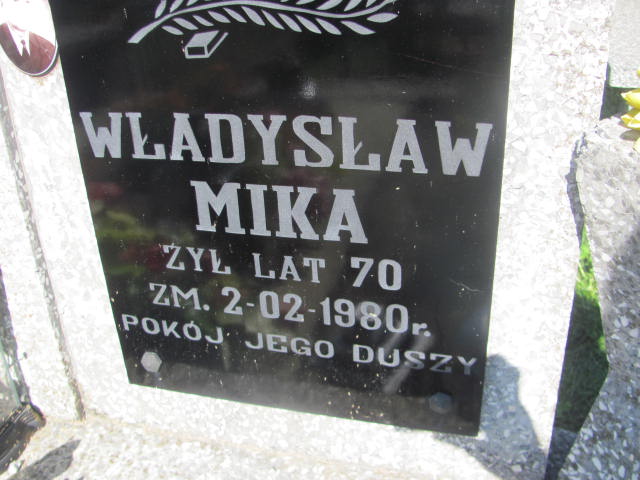 WŁADYSŁAW
MIKA
ŻYŁ LAT 70
ZM. 2-02-1980r.
POKÓJ JEGO DUSZY